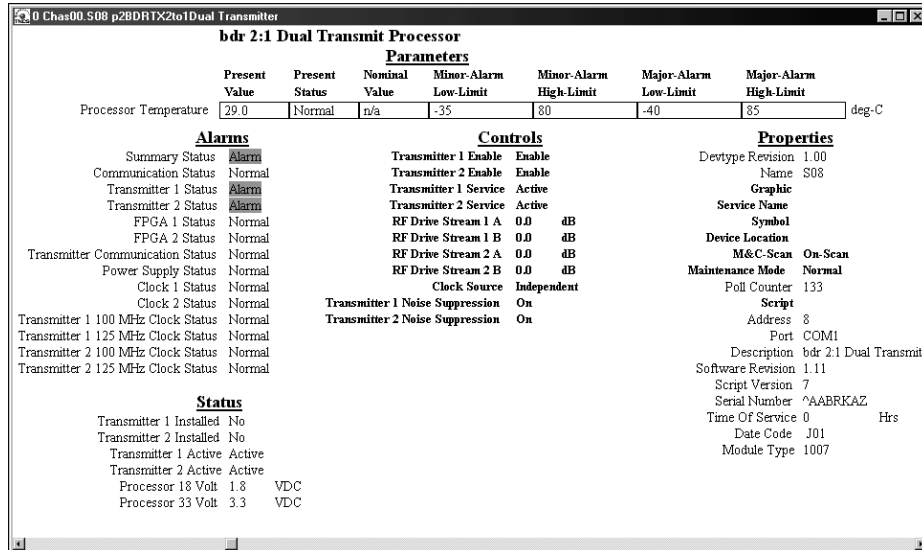 0 Chas00.S08 p2BDRTX2to1Dual Transmitter
bdr 2:1 Dual Transmit Processor
Parameters
Present Value Present Status Nominal Value Minor-Alarm Low-Limit Minor-Alarm High-Limit Major-Alarm Low-Limit Major-Alarm High-Limit
Processor Temperature 29.0 Normal n/a -35 80 -40 85 deg-C
Alarms
Summary Status Alarm
Communication Status Normal
Transmitter 1 Status Alarm
Transmitter 2 Status Alarm
FPGA 1 Status Normal
FPGA 2 Status Normal
Transmitter Communication Status Normal
Power Supply Status Normal
Clock 1 Status Normal
Clock 2 Status Normal
Transmitter 1 100 MHz Clock Status Normal
Transmitter 1 125 MHz Clock Status Normal
Transmitter 2 100 MHz Clock Status Normal
Transmitter 2 125 MHz Clock Status Normal
Status
Transmitter 1 Installed No
Transmitter 2 Installed No
Transmitter 1 Active Active
Transmitter 2 Active Active
Processor 18 Volt 1.8 VDC
Processor 33 Volt 3.3 VDC
Controls
Transmitter 1 Enable Enable
Transmitter 2 Enable Enable
Transmitter 1 Service Active
Transmitter 2 Service Active
RF Drive Stream 1 A 0.0 dB
RF Drive Stream 1 B 0.0 dB
RF Drive Stream 2 A 0.0 dB
RF Drive Stream 2 B 0.0 dB
Clock Source Independent
Transmitter 1 Noise Suppression On
Transmitter 2 Noise Suppression On
Properties
Devtype Revision 1.00
Name S08
Graphic
Service Name
Symbol
Device Location
M&C-Scan On-Scan
Maintenance Mode Normal
Poll Counter 133
Script
Address 8
Port COM1
Description bdr 2:1 Dual Transmit
Software Revision 1.11
Script Version 7
Serial Number ^AABRKAZ
Time Of Service 0 Hrs
Date Code J01
Module Type 1007